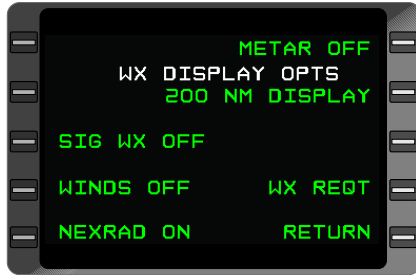 METAR OFF
WX DISPLAY OPTS
200 NM DISPLAY
SIG WX OFF
WINDS OFF WX REQT
NEXRAD ON RETURN